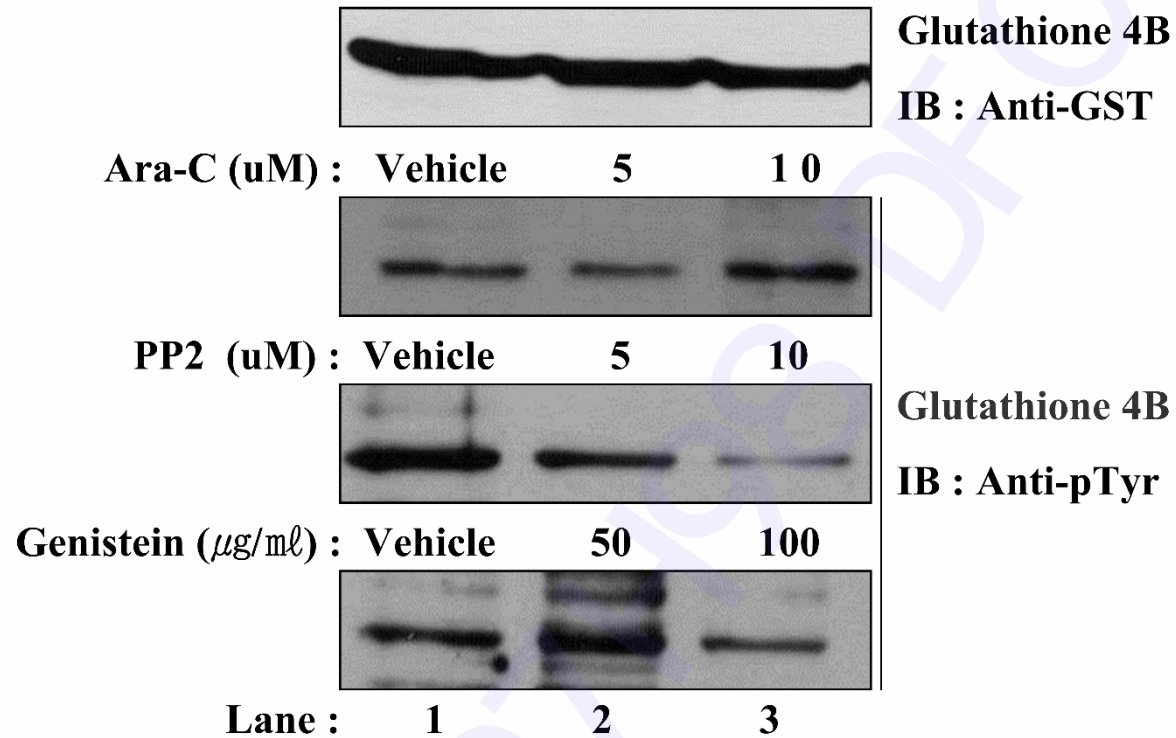 Glutathione 4B
IB : Anti-GST
Ara-C (uM) : Vehicle 5 1 0
PP2 (uM) : Vehicle 5 10
Glutathione 4B
IB : Anti-pTyr
Genistein (㎍/㎖) : Vehicle 50 100
Lane : 1 2 3